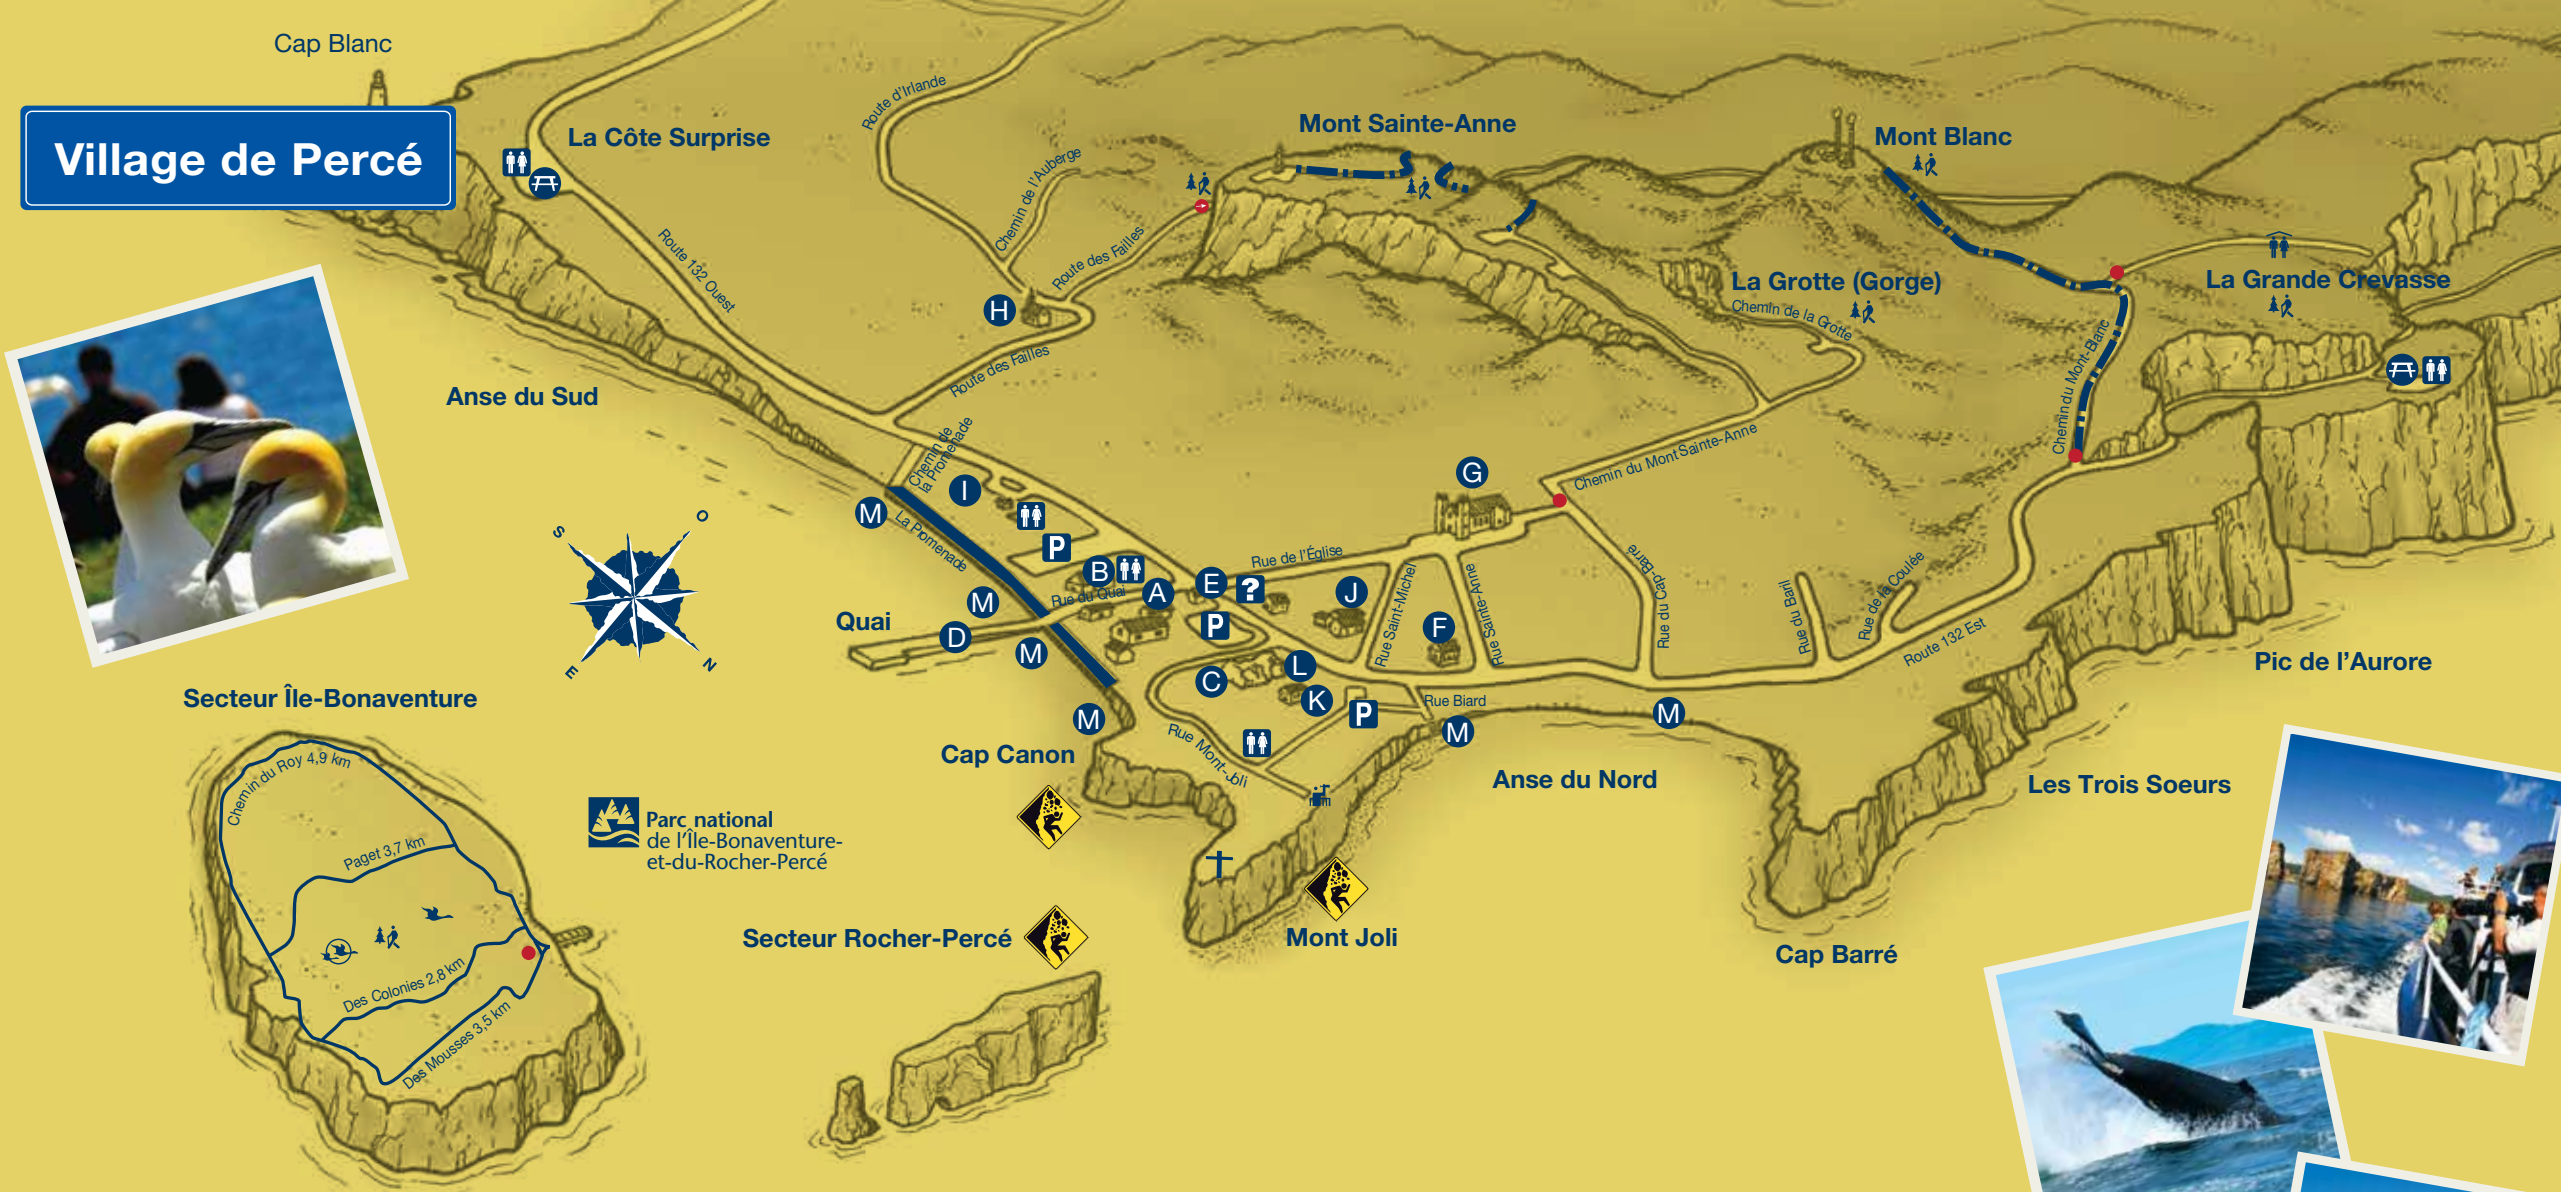 Cap Blanc
Village de Percé
La Côte Surprise
Route d'Irlande
Chemin de l'Auberge
Mont Sainte-Anne
Mont Blanc
Route 132 Ouest
Route des Failles
H
Route des Failles
La Grotte (Gorge)
Chemin de la Grotte
La Grande Crevasse
Chemin du Mont-Blanc
Anse du Sud
Chemin de
la Promenade
I
M
La Promenade
P
G
Chemin du Mont Sainte-Anne
S
O
E
N
B
Rue du Quai
A
E
?
Rue de l'Église
J
Rue Saint-Michel
F
Rue Sainte-Anne
Rue du Cap-Barré
Rue du Baril
Rue de la Coulée
Route 132 Est
Pic de l'Aurore
M
Quai
D
M
P
C
L
K
P
Rue Biard
M
M
M
Cap Canon
Rue Mont-Joli
Anse du Nord
Les Trois Soeurs
Secteur Île-Bonaventure
Chemin du Roy 4,9 km
Paget 3,7 km
Des Colonies 2,8 km
Des Mousses 3,5 km
Parc national
de l'Île-Bonaventure-
et-du-Rocher-Percé
Secteur Rocher-Percé
Mont Joli
Cap Barré